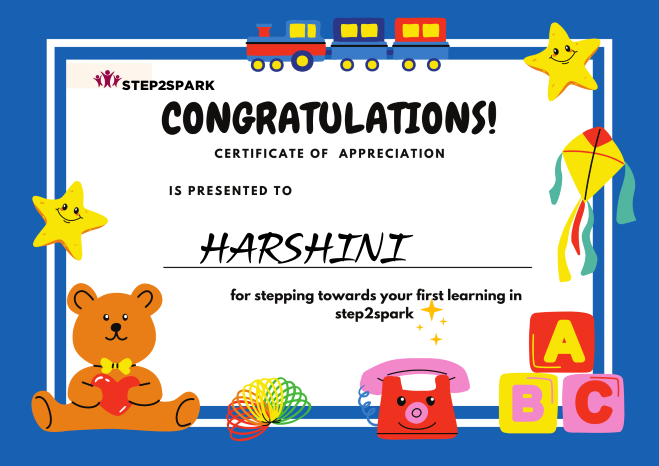 STEP2SPARK
CONGRATULATIONS!
CERTIFICATE OF APPRECIATION
IS PRESENTED TO
HARSHINI
for stepping towards your first learning in
step2spark
A
B C